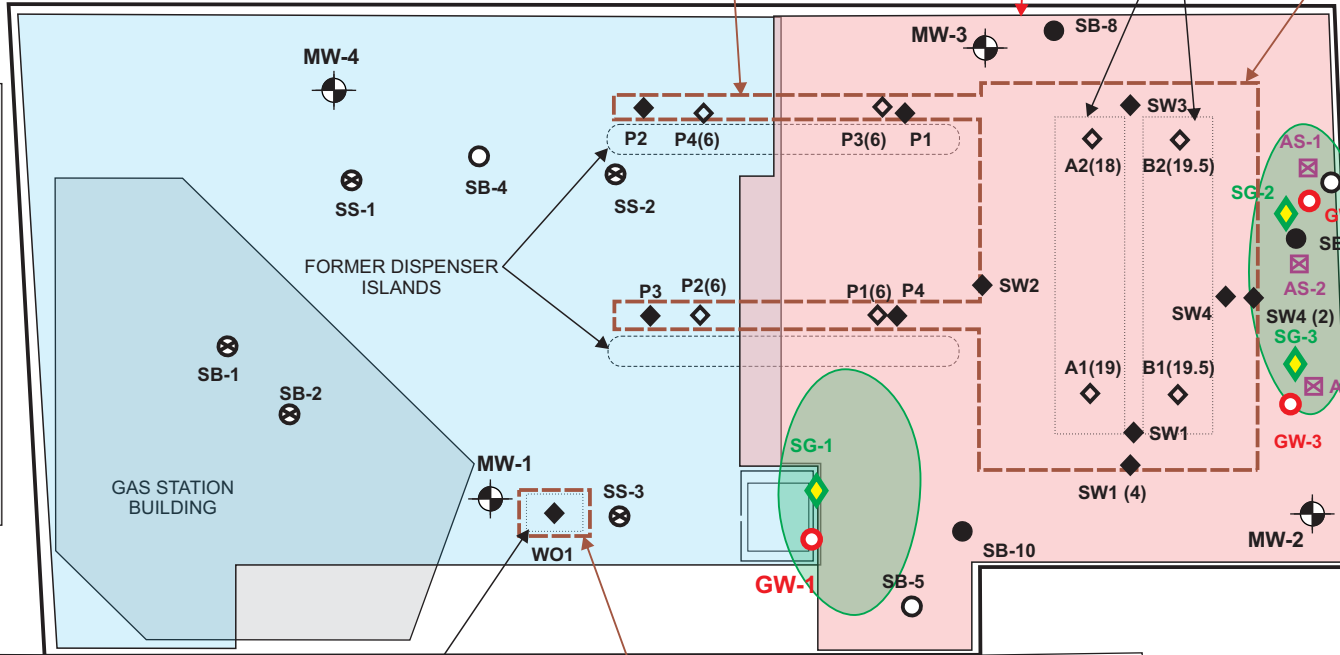 MW-3
SB-8
MW-4
SW3
P2
P4(6)
P3(6)
P1
AS-1
A2(18)
B2(19.5)
SB-4
SS-1
SS-2
SG-2
FORMER DISPENSER
ISLANDS
AS-2
P3
P2(6)
P1(6)
P4
SW2
SW4
SW4 (2)
SG-3
SB-1
A1(19)
B1(19.5)
SB-2
SW1
GW-3
SG-1
MW-1
GAS STATION
BUILDING
SS-3
SW1 (4)
WO1
SB-10
MW-2
GW-1
SB-5